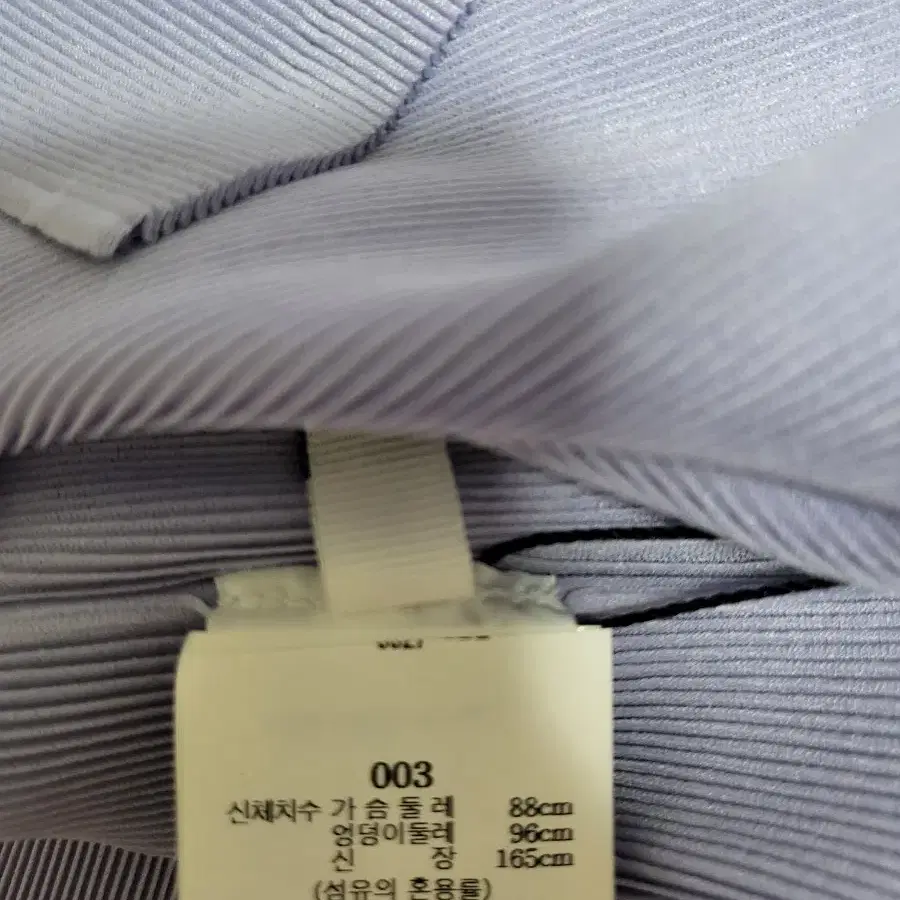 003
신체치수 가 슴 둘 레 88cm
엉덩이둘레 96cm
신 장 165cm
(섬유의 혼용률)